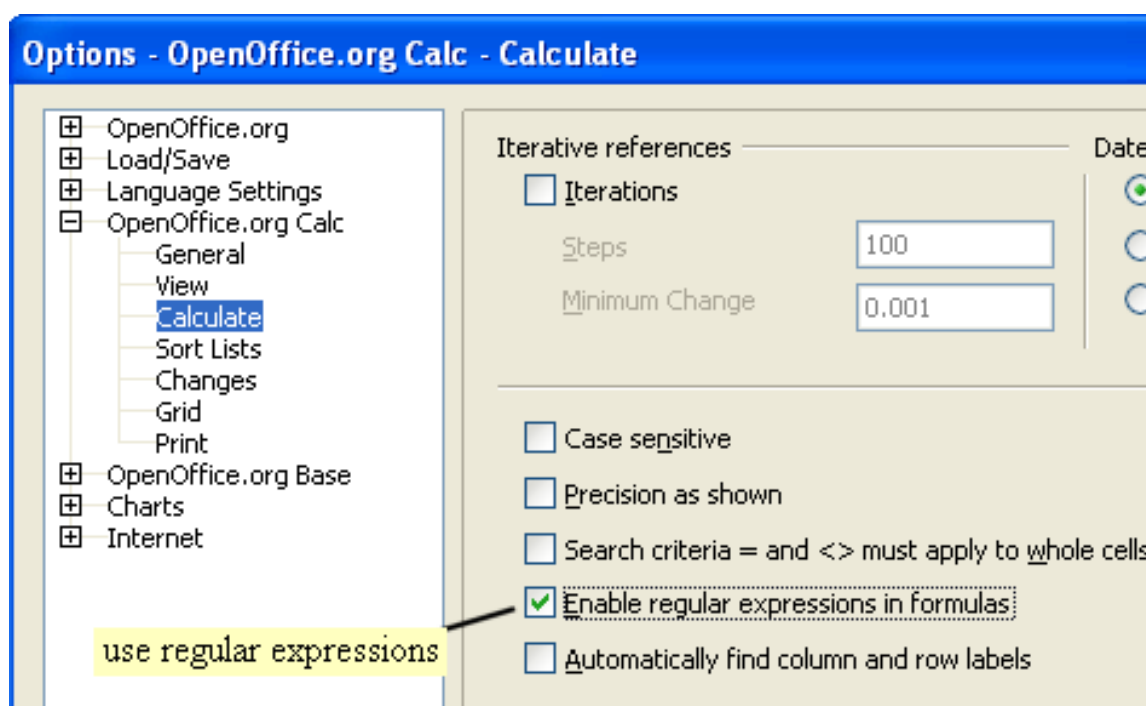 Options - OpenOffice.org Calc - Calculate
OpenOffice.org
Load/Save
Language Settings
OpenOffice.org Calc
General
View
Calculate
Sort Lists
Changes
Grid
Print
OpenOffice.org Base
Charts
Internet
Iterative references
Date
Iterations
Steps
100
Minimum Change
0.001
Case sensitive
Precision as shown
Search criteria = and <> must apply to whole cells
Enable regular expressions in formulas
Automatically find column and row labels
use regular expressions